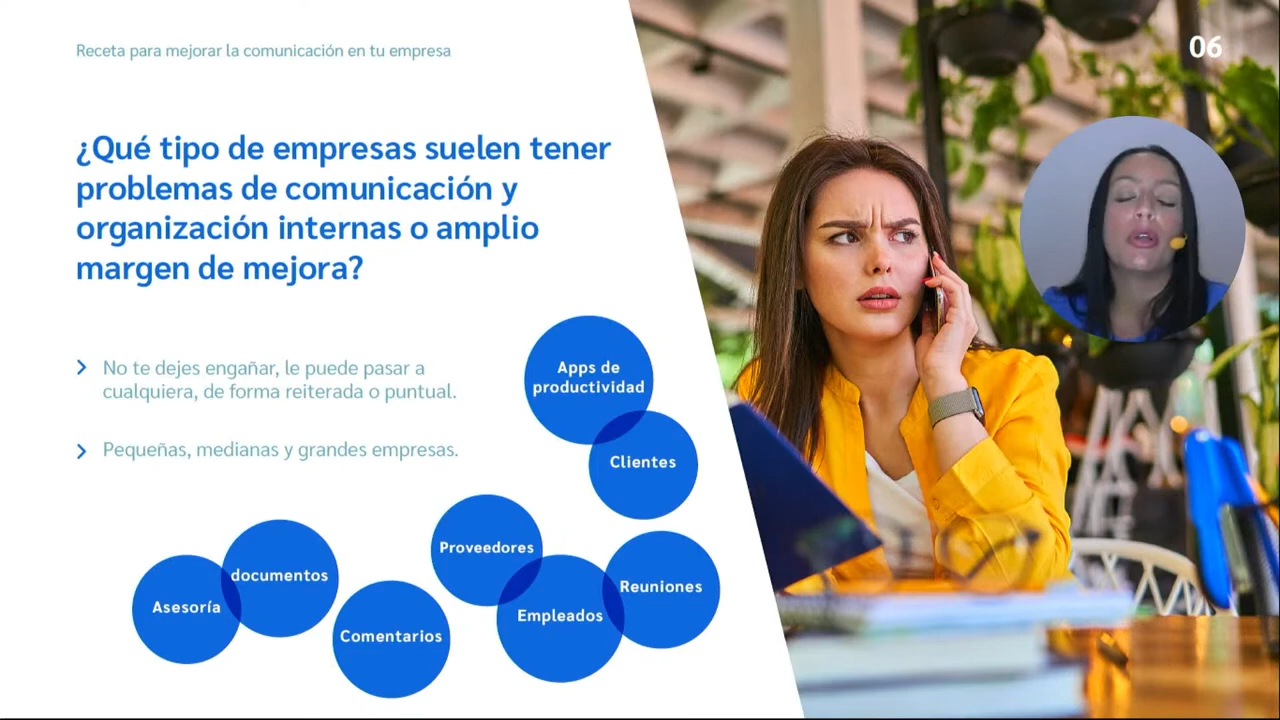 Receta para mejorar la comunicación en tu empresa
06
¿Qué tipo de empresas suelen tener
problemas de comunicación y
organización internas o amplio
margen de mejora?
No te dejes engañar, le puede pasar a
cualquiera, de forma reiterada o puntual.
Pequeñas, medianas y grandes empresas.
Apps de
productividad
Clientes
Proveedores
Reuniones
Empleados
documentos
Asesoría
Comentarios